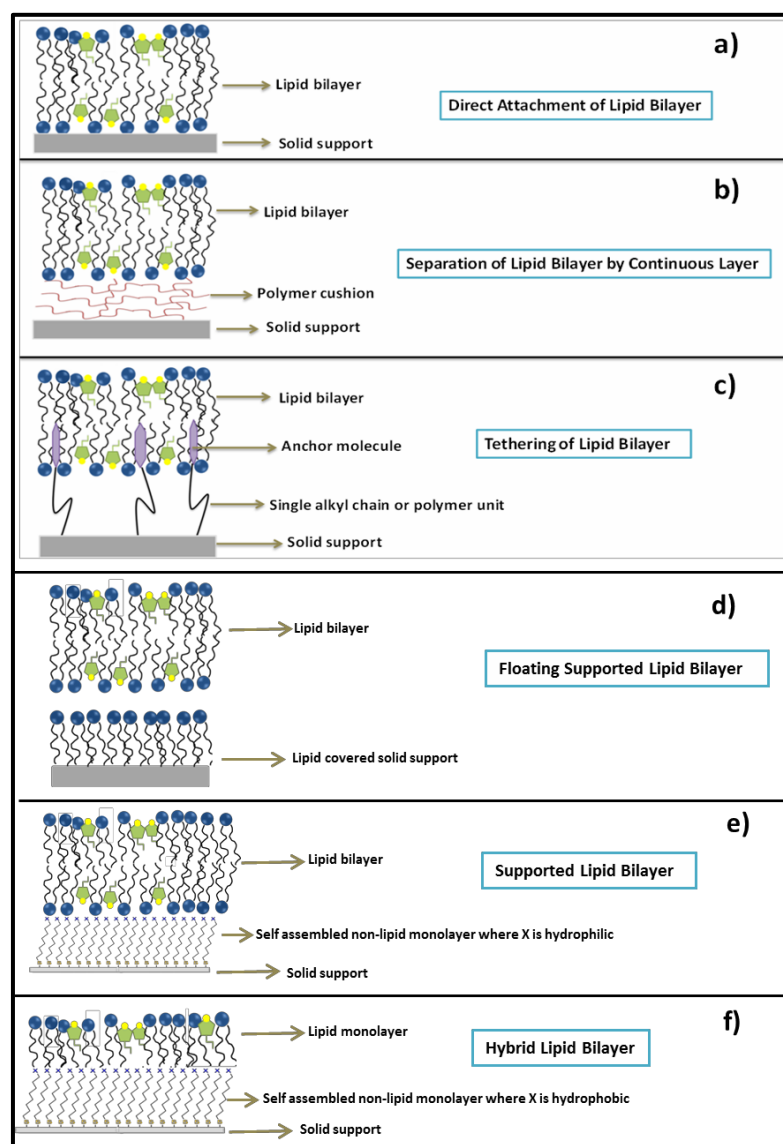 a)
Lipid bilayer
Direct Attachment of Lipid Bilayer
Solid support
b)
Lipid bilayer
Separation of Lipid Bilayer by Continuous Layer
Polymer cushion
Solid support
c)
Lipid bilayer
Anchor molecule
Tethering of Lipid Bilayer
Single alkyl chain or polymer unit
Solid support
d)
Lipid bilayer
Floating Supported Lipid Bilayer
Lipid covered solid support
e)
Lipid bilayer
Supported Lipid Bilayer
Self assembled non-lipid monolayer where X is hydrophilic
Solid support
f)
Lipid monolayer
Hybrid Lipid Bilayer
Self assembled non-lipid monolayer where X is hydrophobic
Solid support